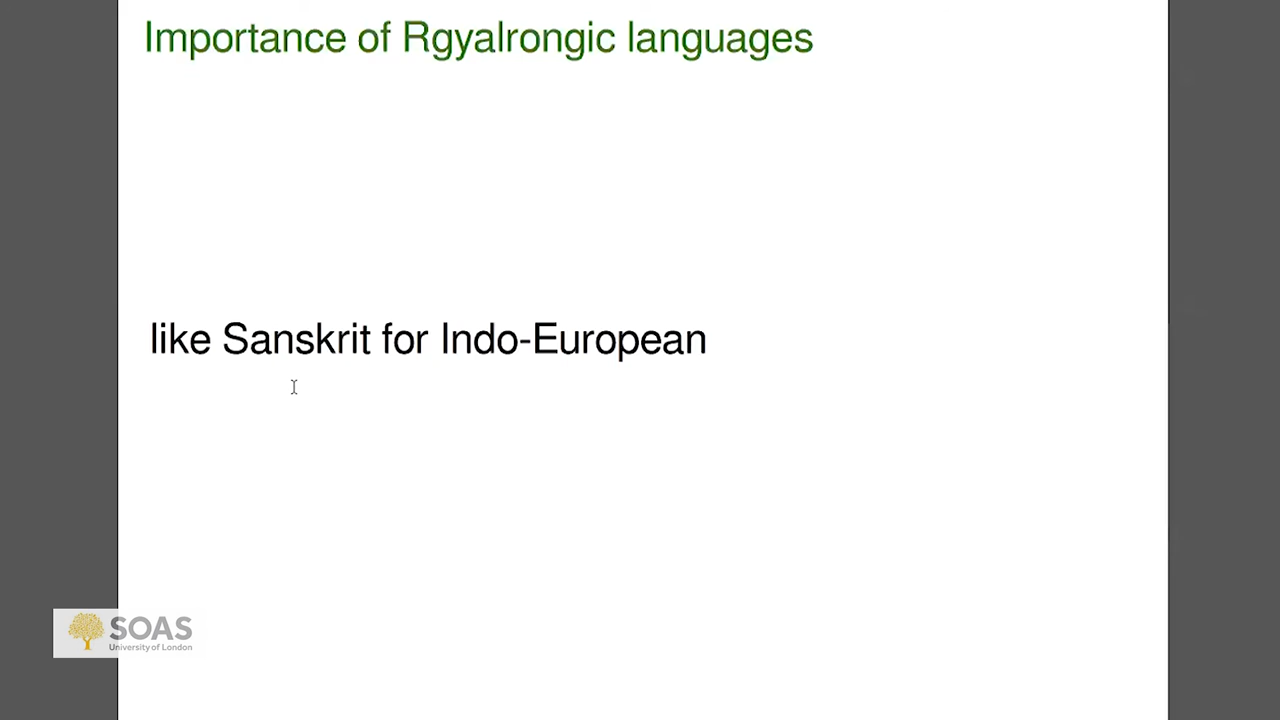 Importance of Rgyalrongic languages
like Sanskrit for Indo-European
SOAS
University of London